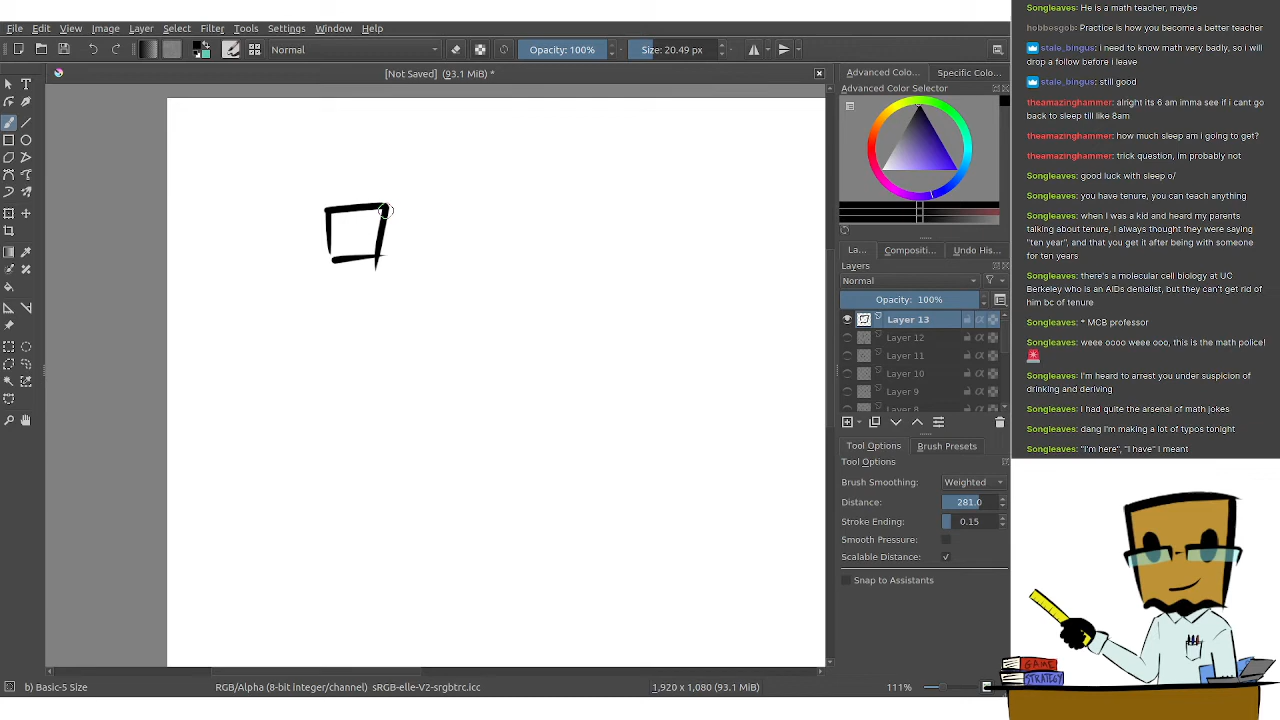 File Edit View Image Layer Select Filter Tools Settings Window Help
Normal
Opacity: 100%
Size: 20.49 px
[Not Saved] (93.1 MiB) *
Advanced Colo... Specific Colo...
Advanced Color Selector
La... Compositi... Undo His...
Layers
Normal
Opacity: 100%
Layer 13
Layer 12
Layer 11
Layer 10
Layer 9
Layer 8
Tool Options Brush Presets
Tool Options
Brush Smoothing: Weighted
Distance: 281.0
Stroke Ending: 0.15
Smooth Pressure:
Scalable Distance:
Snap to Assistants
b) Basic-5 Size
RGB/Alpha (8-bit integer/channel) sRGB-elle-V2-srgbtrc.icc
1,920 x 1,080 (93.1 MiB)
111%
Songleaves: He is a math teacher, maybe
hobbesgob: Practice is how you become a better teacher
stale_bingus: I need to know math very badly, so i will
drop a follow before i leave
stale_bingus: still good
theamazinghammer: alright its 6 am imma see if i cant go
back to sleep till like 8am
theamazinghammer: how much sleep am i going to get?
theamazinghammer: trick question, im probably not
Songleaves: good luck with sleep o/
Songleaves: you have tenure, you can teach anything
Songleaves: when I was a kid and heard my parents
talking about tenure, I always thought they were saying
"ten year", and that you get it after being with someone
for ten years
Songleaves: there's a molecular cell biology at UC
Berkeley who is an AIDs denialist, but they can't get rid of
him bc of tenure
Songleaves: * MCB professor
Songleaves: weee oooo weee ooo, this is the math police!
Songleaves: I'm heard to arrest you under suspicion of
drinking and deriving
Songleaves: I had quite the arsenal of math jokes
Songleaves: dang I'm making a lot of typos tonight
Songleaves: "I'm here", "I have" I meant
GAME
STRATEGY